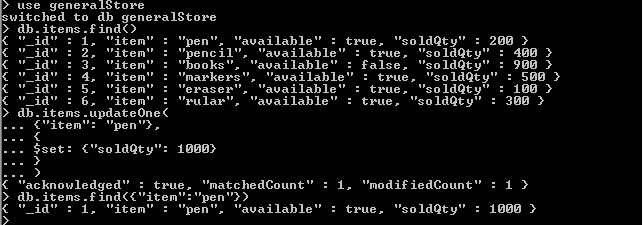 > use generalStore
switched to db generalStore
> db.items.find()
{ "_id" : 1, "item" : "pen", "available" : true, "soldQty" : 200 }
{ "_id" : 2, "item" : "pencil", "available" : true, "soldQty" : 400 }
{ "_id" : 3, "item" : "books", "available" : false, "soldQty" : 900 }
{ "_id" : 4, "item" : "markers", "available" : true, "soldQty" : 500 }
{ "_id" : 5, "item" : "eraser", "available" : true, "soldQty" : 100 }
{ "_id" : 6, "item" : "rular", "available" : true, "soldQty" : 300 }
> db.items.updateOne(
... {"item": "pen"},
... {
... $set: {"soldQty": 1000}
... }
... )
{ "acknowledged" : true, "matchedCount" : 1, "modifiedCount" : 1 }
> db.items.find({"item":"pen"})
{ "_id" : 1, "item" : "pen", "available" : true, "soldQty" : 1000 }
>